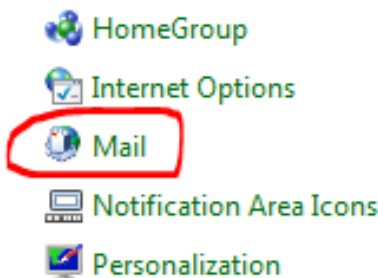 HomeGroup
Internet Options
Mail
Notification Area Icons
Personalization